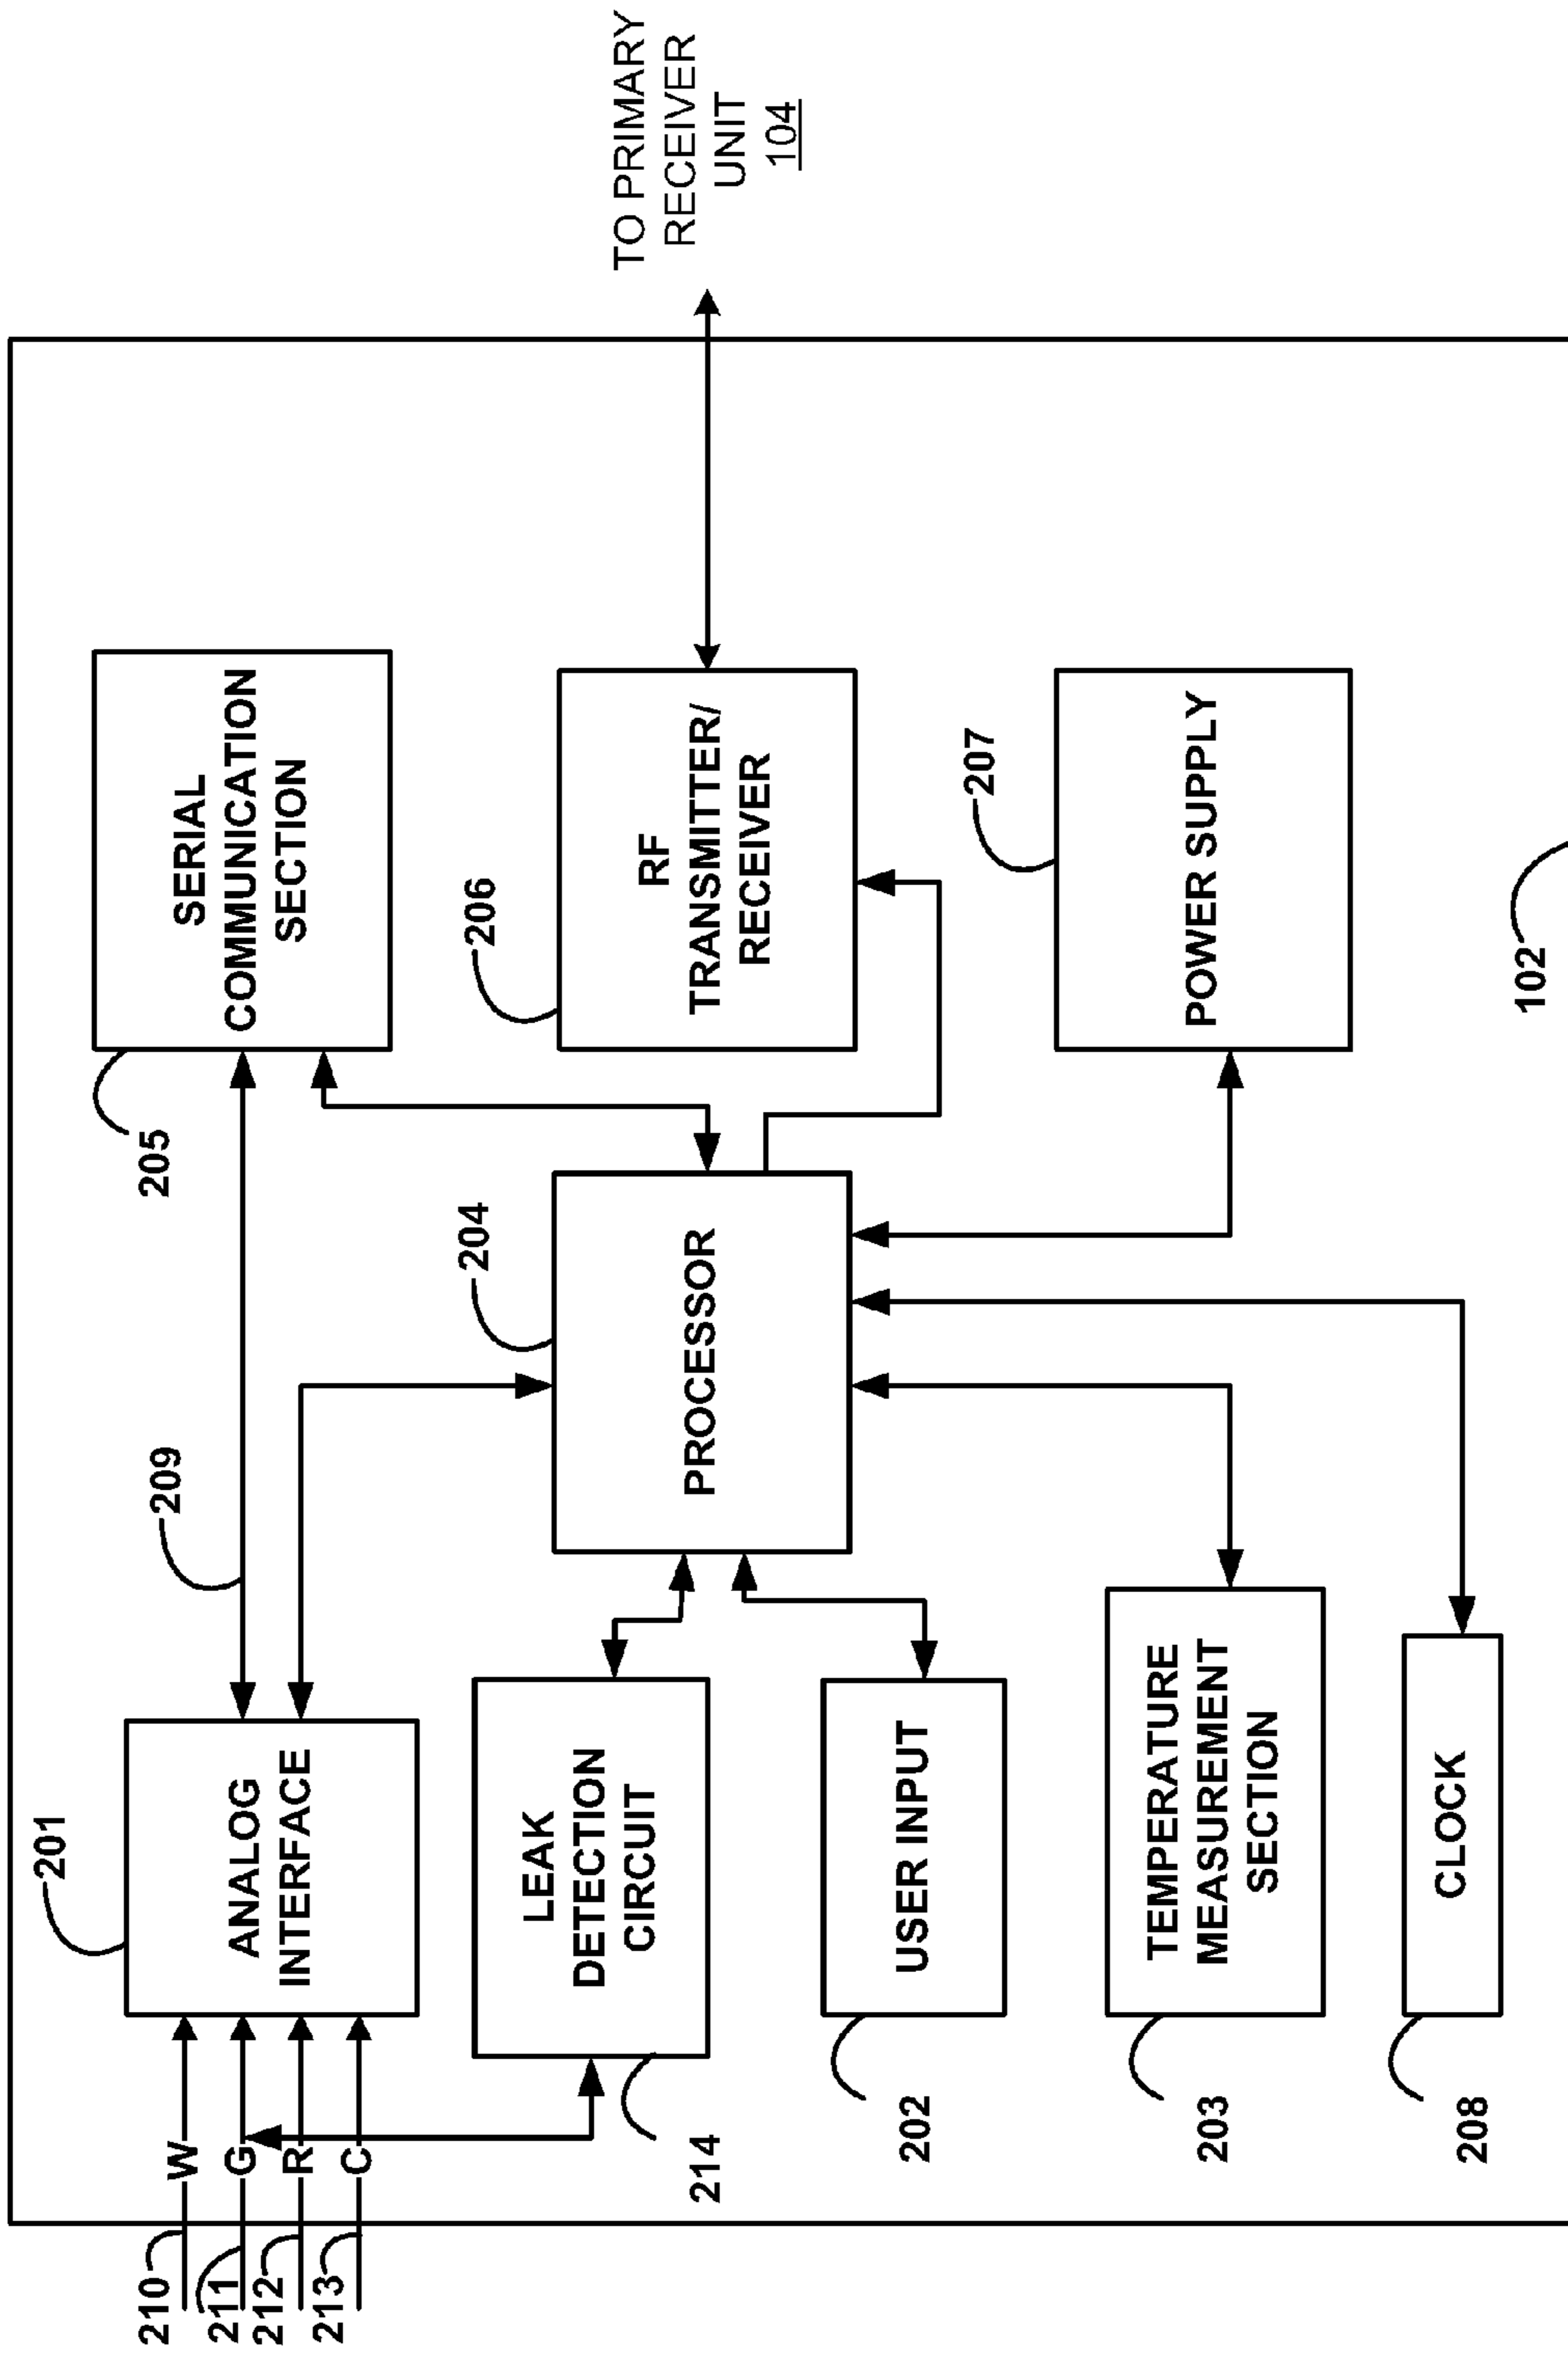 210
W
211
G
212
R
213
C
201
ANALOG
INTERFACE
209
205
SERIAL
COMMUNICATION
SECTION
214
LEAK
DETECTION
CIRCUIT
204
PROCESSOR
206
RF
TRANSMITTER/
RECEIVER
TO PRIMARY
RECEIVER
UNIT
104
202
USER INPUT
203
TEMPERATURE
MEASUREMENT
SECTION
207
POWER SUPPLY
208
CLOCK
102